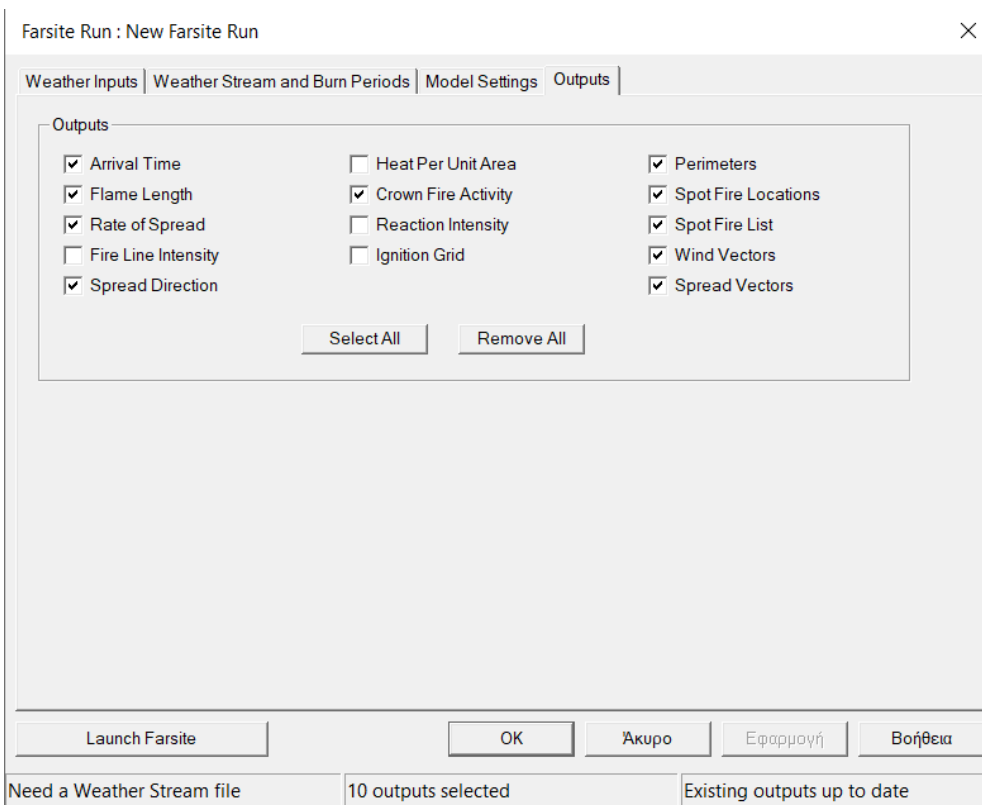 Farsite Run : New Farsite Run
Weather Inputs Weather Stream and Burn Periods Model Settings Outputs
Outputs
Arrival Time Heat Per Unit Area Perimeters
Flame Length Crown Fire Activity Spot Fire Locations
Rate of Spread Reaction Intensity Spot Fire List
Fire Line Intensity Ignition Grid Wind Vectors
Spread Direction Spread Vectors
Select All Remove All
Launch Farsite OK Άκυρο Εφαρμογή Βοήθεια
Need a Weather Stream file 10 outputs selected Existing outputs up to date